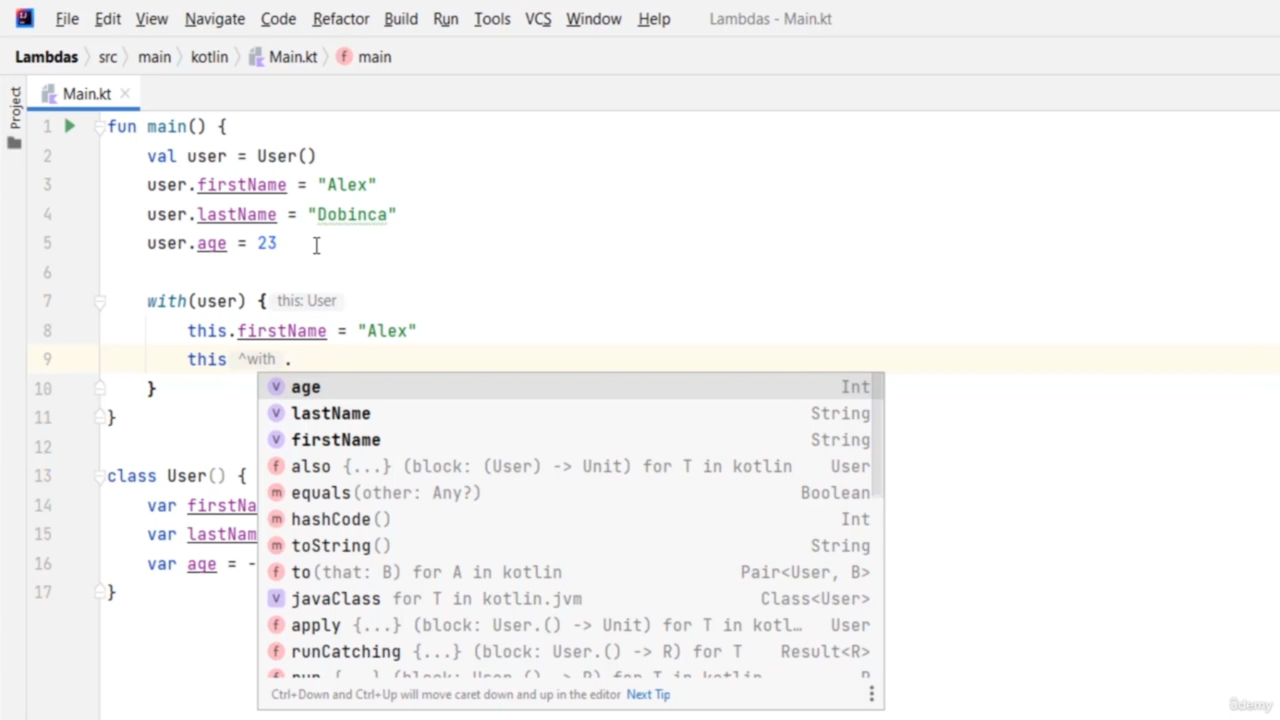 File Edit View Navigate Code Refactor Build Run Tools VCS Window Help Lambdas - Main.kt
Lambdas src main kotlin Main.kt main
Project
Main.kt
1 fun main() {
2 val user = User()
3 user.firstName = "Alex"
4 user.lastName = "Dobinca"
5 user.age = 23
6
7 with(user) { this: User
8 this.firstName = "Alex"
9 this ^with .
10 }
11 }
12
13 class User() {
14 var firstNa
15 var lastNam
16 var age = -
17 }
age Int
lastName String
firstName String
also {...} (block: (User) -> Unit) for T in kotlin User
equals(other: Any?) Boolean
hashCode() Int
toString() String
to(that: B) for A in kotlin Pair<User, B>
javaClass for T in kotlin.jvm Class<User>
apply {...} (block: User.() -> Unit) for T in kotl… User
runCatching {...} (block: User.() -> R) for T Result<R>
run {...} (block: User.() -> R) for T in kotlin R
Ctrl+Down and Ctrl+Up will move caret down and up in the editor Next Tip
ûdemy